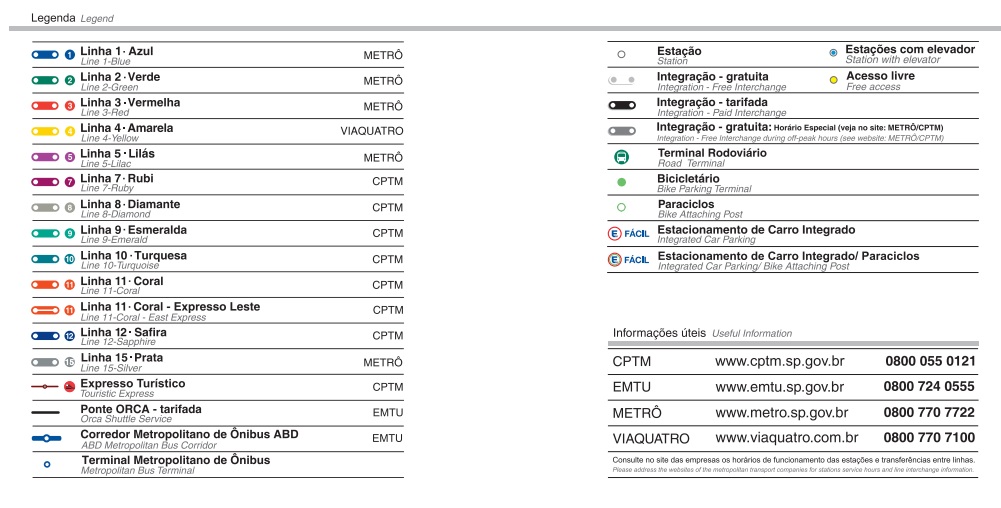 Legenda Legend
1 Linha 1 · Azul METRÔ
Line 1-Blue
2 Linha 2 · Verde METRÔ
Line 2-Green
3 Linha 3 · Vermelha METRÔ
Line 3-Red
4 Linha 4 · Amarela VIAQUATRO
Line 4-Yellow
5 Linha 5 · Lilás METRÔ
Line 5-Lilac
7 Linha 7 · Rubi CPTM
Line 7-Ruby
8 Linha 8 · Diamante CPTM
Line 8-Diamond
9 Linha 9 · Esmeralda CPTM
Line 9-Emerald
10 Linha 10 · Turquesa CPTM
Line 10-Turquoise
11 Linha 11 · Coral CPTM
Line 11-Coral
11 Linha 11 · Coral - Expresso Leste CPTM
Line 11-Coral - East Express
12 Linha 12 · Safira CPTM
Line 12-Sapphire
15 Linha 15 · Prata METRÔ
Line 15-Silver
Expresso Turístico CPTM
Touristic Express
Ponte ORCA - tarifada EMTU
Orca Shuttle Service
Corredor Metropolitano de Ônibus ABD EMTU
ABD Metropolitan Bus Corridor
Terminal Metropolitano de Ônibus
Metropolitan Bus Terminal
Estação Estações com elevador
Station Station with elevator
Integração - gratuita Acesso livre
Integration - Free Interchange Free access
Integração - tarifada
Integration - Paid Interchange
Integração - gratuita: Horário Especial (veja no site: METRÔ/CPTM)
Integration - Free Interchange during off-peak hours (see website: METRÔ/CPTM)
Terminal Rodoviário
Road Terminal
Bicicletário
Bike Parking Terminal
Paraciclos
Bike Attaching Post
E FÁCIL Estacionamento de Carro Integrado
Integrated Car Parking
E FÁCIL Estacionamento de Carro Integrado/ Paraciclos
Integrated Car Parking/ Bike Attaching Post
Informações úteis Useful Information
CPTM www.cptm.sp.gov.br 0800 055 0121
EMTU www.emtu.sp.gov.br 0800 724 0555
METRÔ www.metro.sp.gov.br 0800 770 7722
VIAQUATRO www.viaquatro.com.br 0800 770 7100
Consulte no site das empresas os horários de funcionamento das estações e transferências entre linhas.
Please address the websites of the metropolitan transport companies for stations service hours and line interchange information.